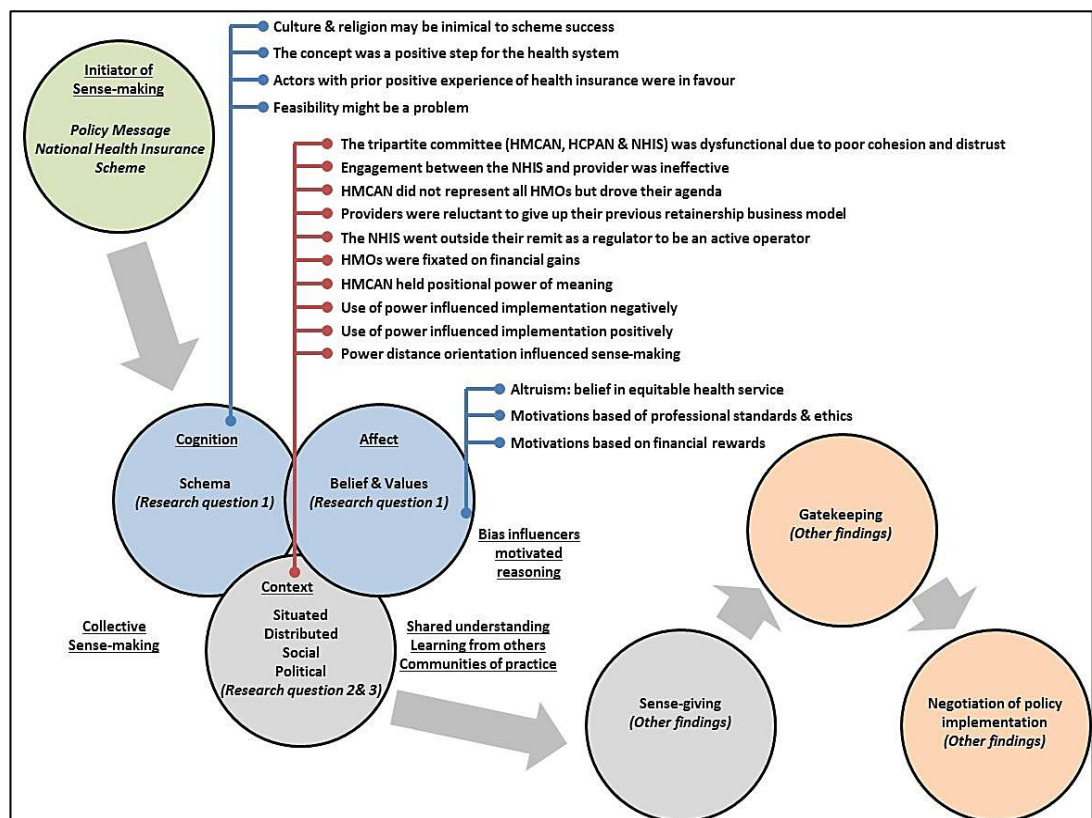 Culture & religion may be inimical to scheme success
The concept was a positive step for the health system
Actors with prior positive experience of health insurance were in favour
Feasibility might be a problem
Initiator of
Sense-making
Policy Message
National Health Insurance
Scheme
The tripartite committee (HMCAN, HCPAN & NHIS) was dysfunctional due to poor cohesion and distrust
Engagement between the NHIS and provider was ineffective
HMCAN did not represent all HMOs but drove their agenda
Providers were reluctant to give up their previous retainership business model
The NHIS went outside their remit as a regulator to be an active operator
HMOs were fixated on financial gains
HMCAN held positional power of meaning
Use of power influenced implementation negatively
Use of power influenced implementation positively
Power distance orientation influenced sense-making
Altruism: belief in equitable health service
Motivations based of professional standards & ethics
Motivations based on financial rewards
Cognition
Schema
(Research question 1)
Affect
Belief & Values
(Research question 1)
Bias influencers
motivated
reasoning
Context
Situated
Distributed
Social
Political
(Research question 2& 3)
Collective
Sense-making
Shared understanding
Learning from others
Communities of practice
Gatekeeping
(Other findings)
Sense-giving
(Other findings)
Negotiation of policy
implementation
(Other findings)